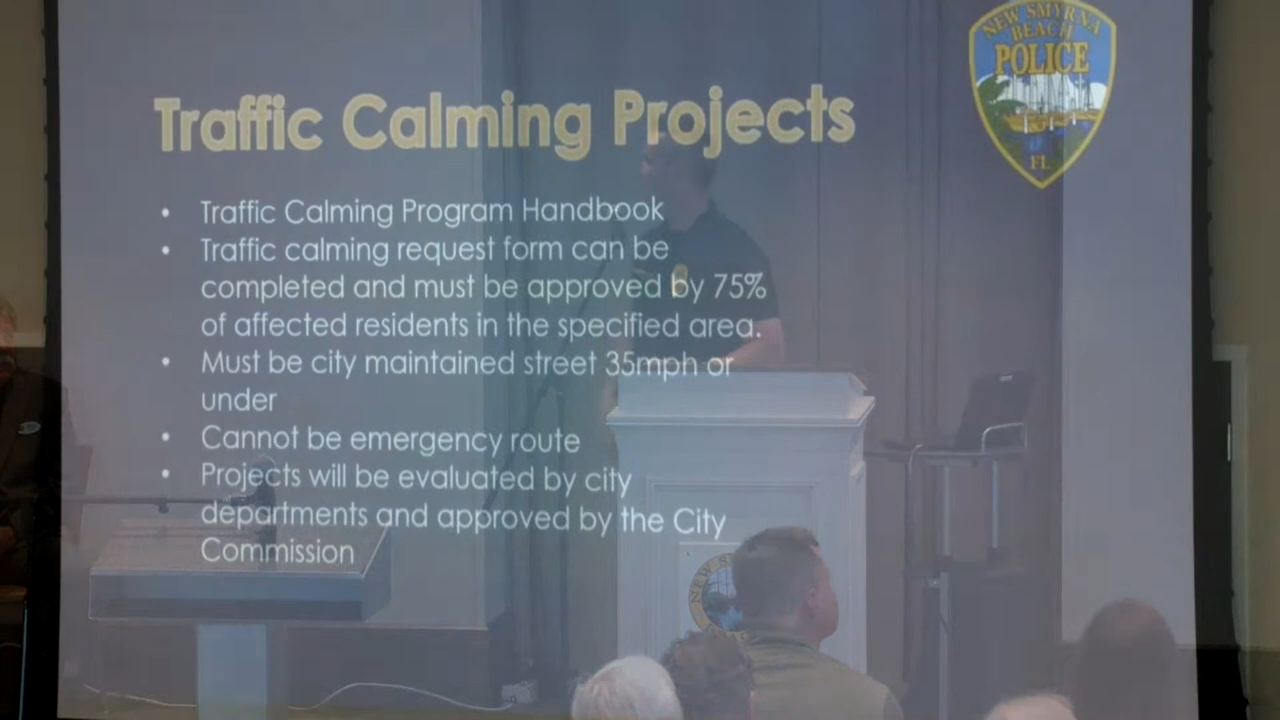 NEW SMYRNA
BEACH
POLICE
FL
Traffic Calming Projects
• Traffic Calming Program Handbook
• Traffic calming request form can be
completed and must be approved by 75%
of affected residents in the specified area.
• Must be city maintained street 35mph or
under
• Cannot be emergency route
• Projects will be evaluated by city
departments and approved by the City
Commission
NEW S